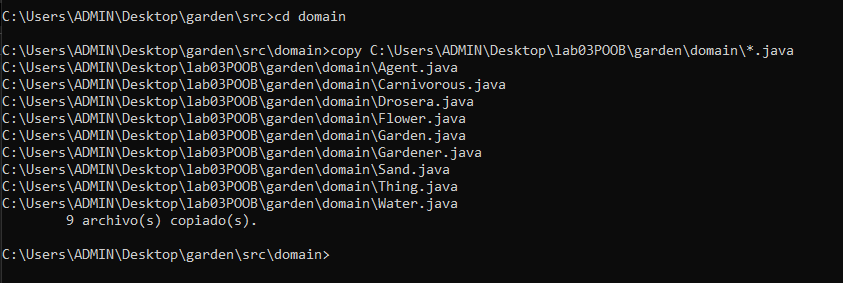 C:\Users\ADMIN\Desktop\garden\src>cd domain
C:\Users\ADMIN\Desktop\garden\src\domain>copy C:\Users\ADMIN\Desktop\lab03POOB\garden\domain\*.java
C:\Users\ADMIN\Desktop\lab03POOB\garden\domain\Agent.java
C:\Users\ADMIN\Desktop\lab03POOB\garden\domain\Carnivorous.java
C:\Users\ADMIN\Desktop\lab03POOB\garden\domain\Drosera.java
C:\Users\ADMIN\Desktop\lab03POOB\garden\domain\Flower.java
C:\Users\ADMIN\Desktop\lab03POOB\garden\domain\Garden.java
C:\Users\ADMIN\Desktop\lab03POOB\garden\domain\Gardener.java
C:\Users\ADMIN\Desktop\lab03POOB\garden\domain\Sand.java
C:\Users\ADMIN\Desktop\lab03POOB\garden\domain\Thing.java
C:\Users\ADMIN\Desktop\lab03POOB\garden\domain\Water.java
        9 archivo(s) copiado(s).
C:\Users\ADMIN\Desktop\garden\src\domain>